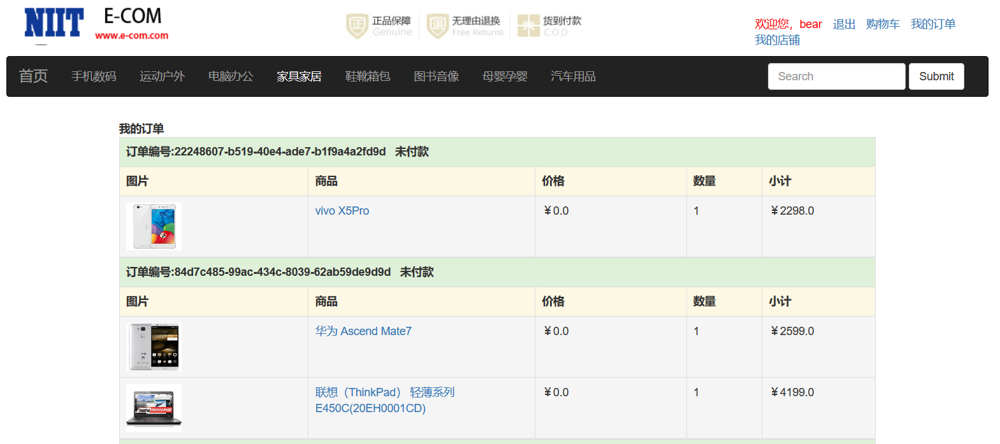 NIIT E-COM
www.e-com.com
正品保障
Genuine
无理由退换
Free Returns
货到付款
C.O.D
欢迎您，bear 退出 购物车 我的订单
我的店铺
首页 手机数码 运动户外 电脑办公 家具家居 鞋靴箱包 图书音像 母婴孕婴 汽车用品 Search Submit
我的订单
订单编号:22248607-b519-40e4-ade7-b1f9a4a2fd9d 未付款
图片 商品 价格 数量 小计
vivo X5Pro ￥0.0 1 ￥2298.0
订单编号:84d7c485-99ac-434c-8039-62ab59de9d9d 未付款
图片 商品 价格 数量 小计
华为 Ascend Mate7 ￥0.0 1 ￥2599.0
联想（ThinkPad） 轻薄系列 ￥0.0 1 ￥4199.0
E450C(20EH0001CD)